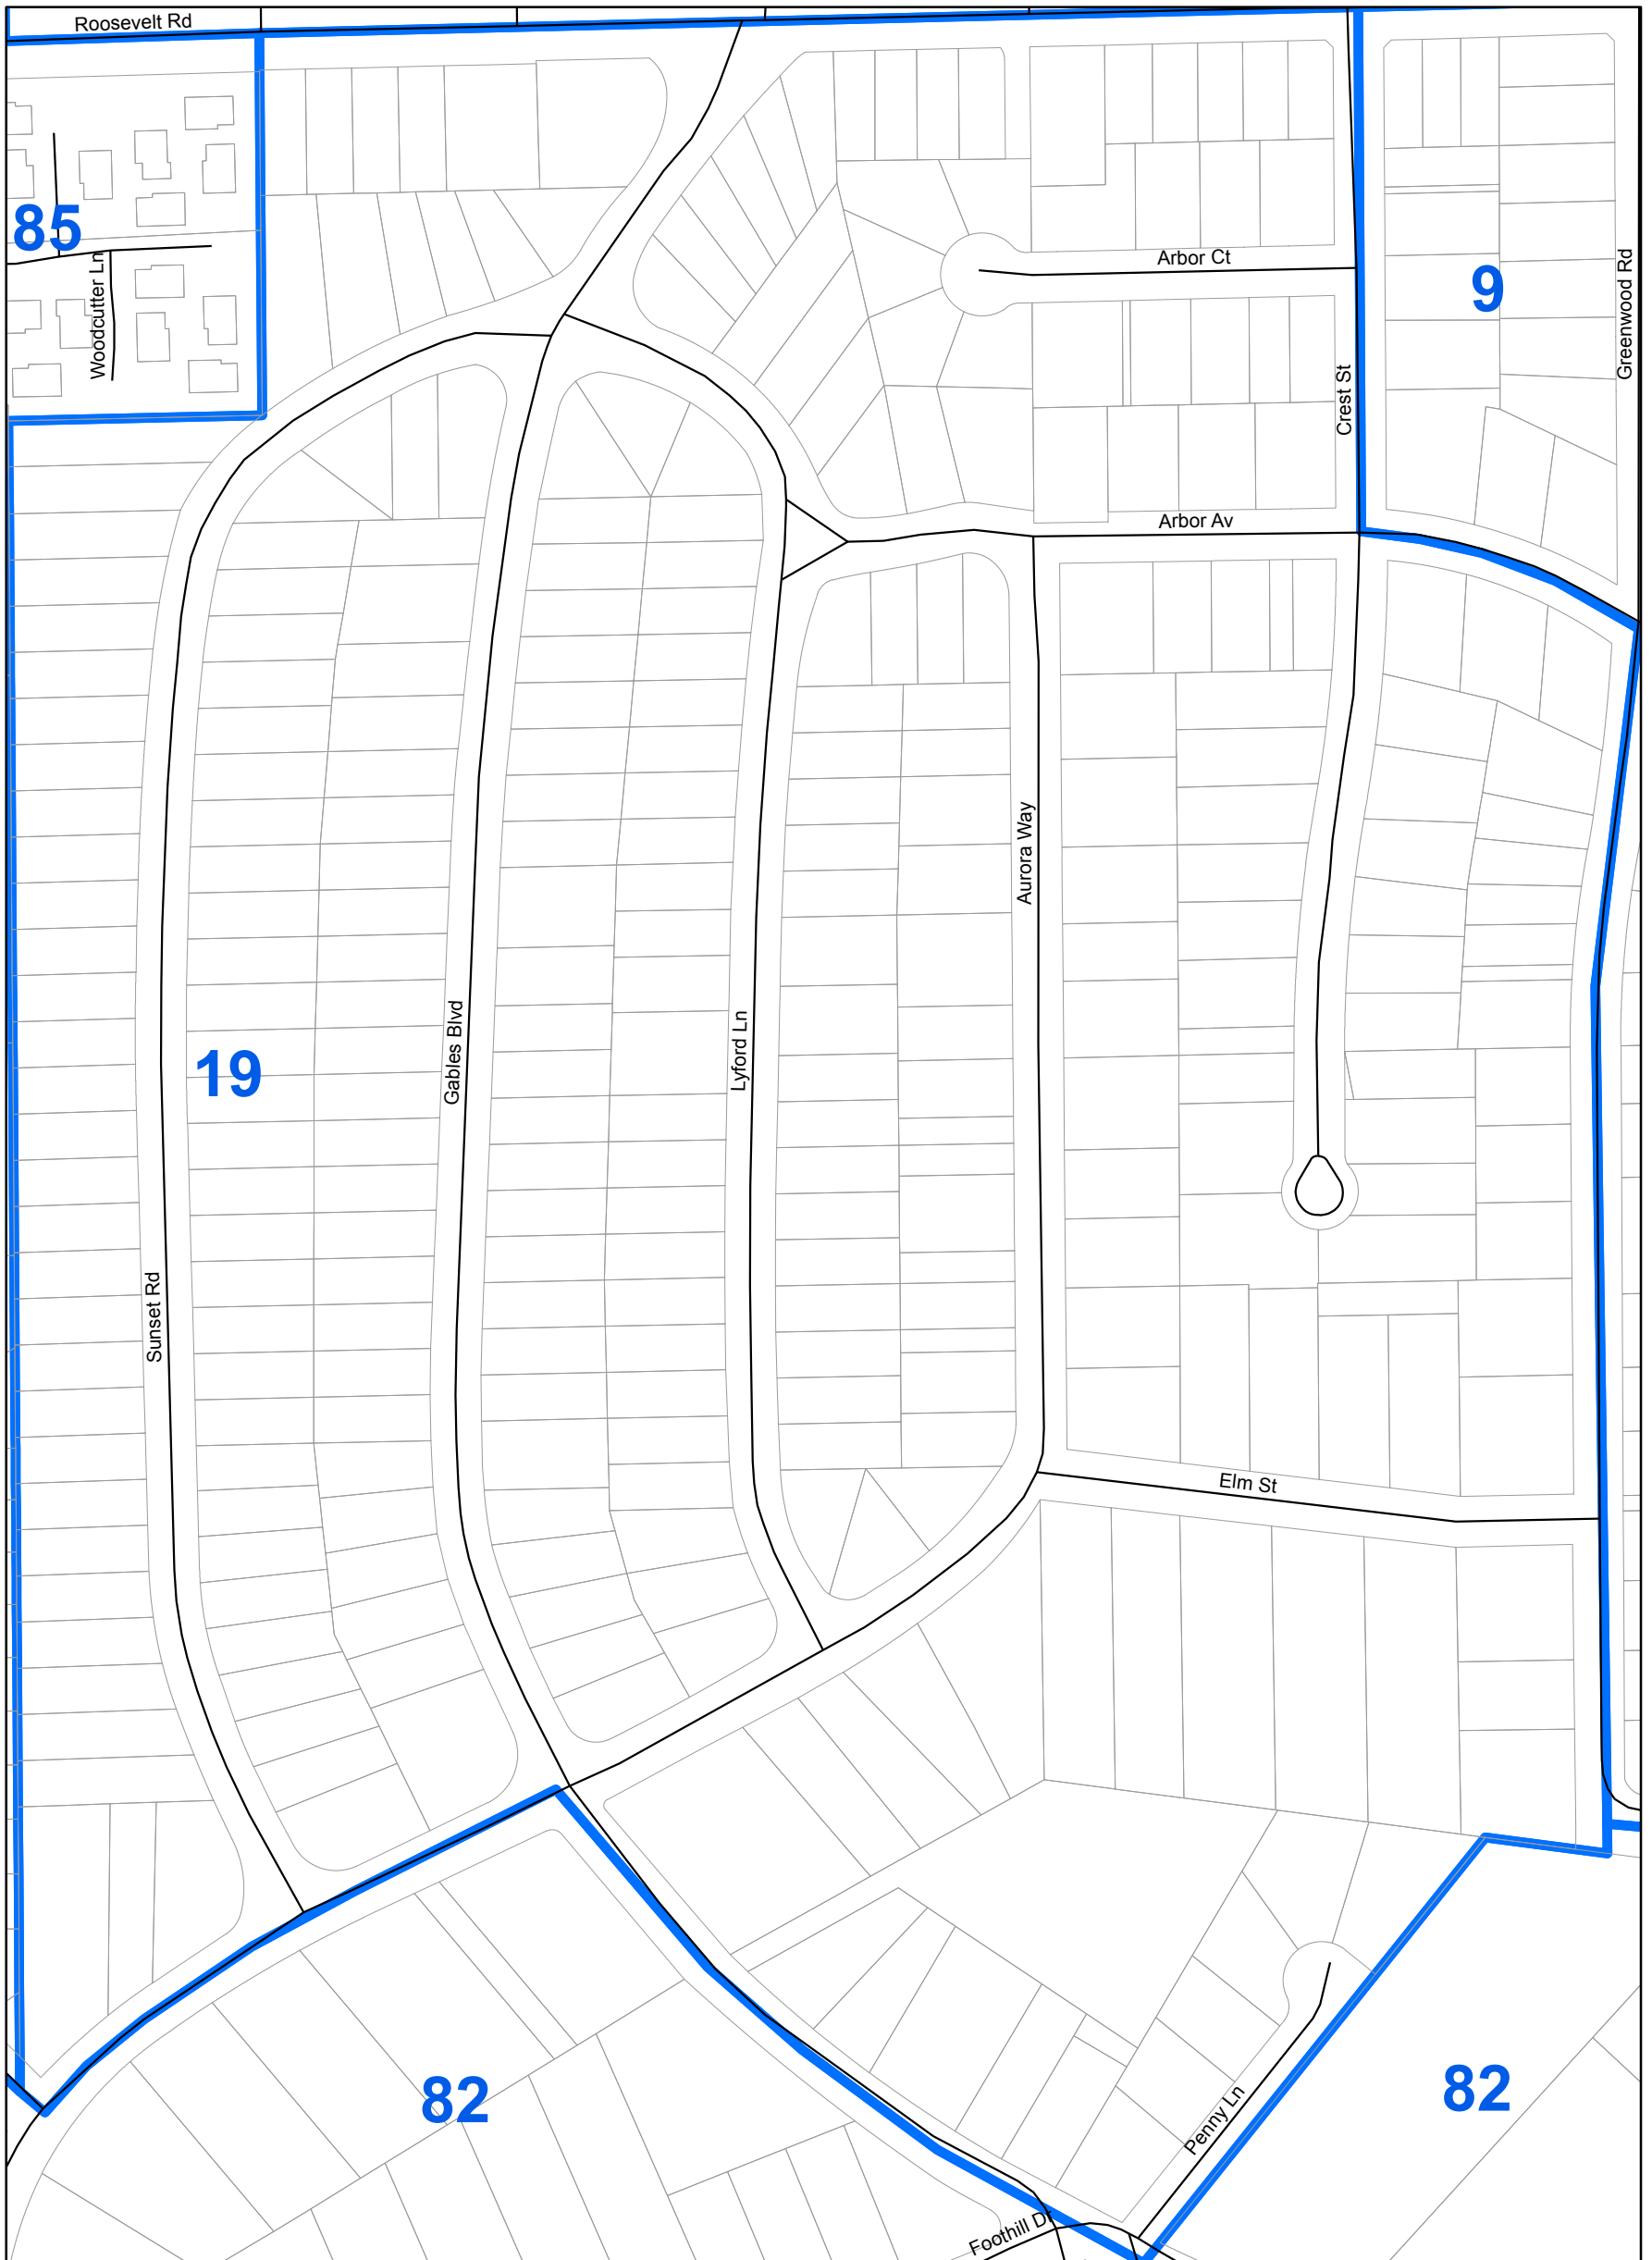 Roosevelt Rd
85
Woodcutter Ln
Arbor Ct
9
Greenwood Rd
Crest St
Arbor Av
Aurora Way
Gables Blvd
Lyford Ln
19
Sunset Rd
Elm St
82
82
Penny Ln
Foothill Dr